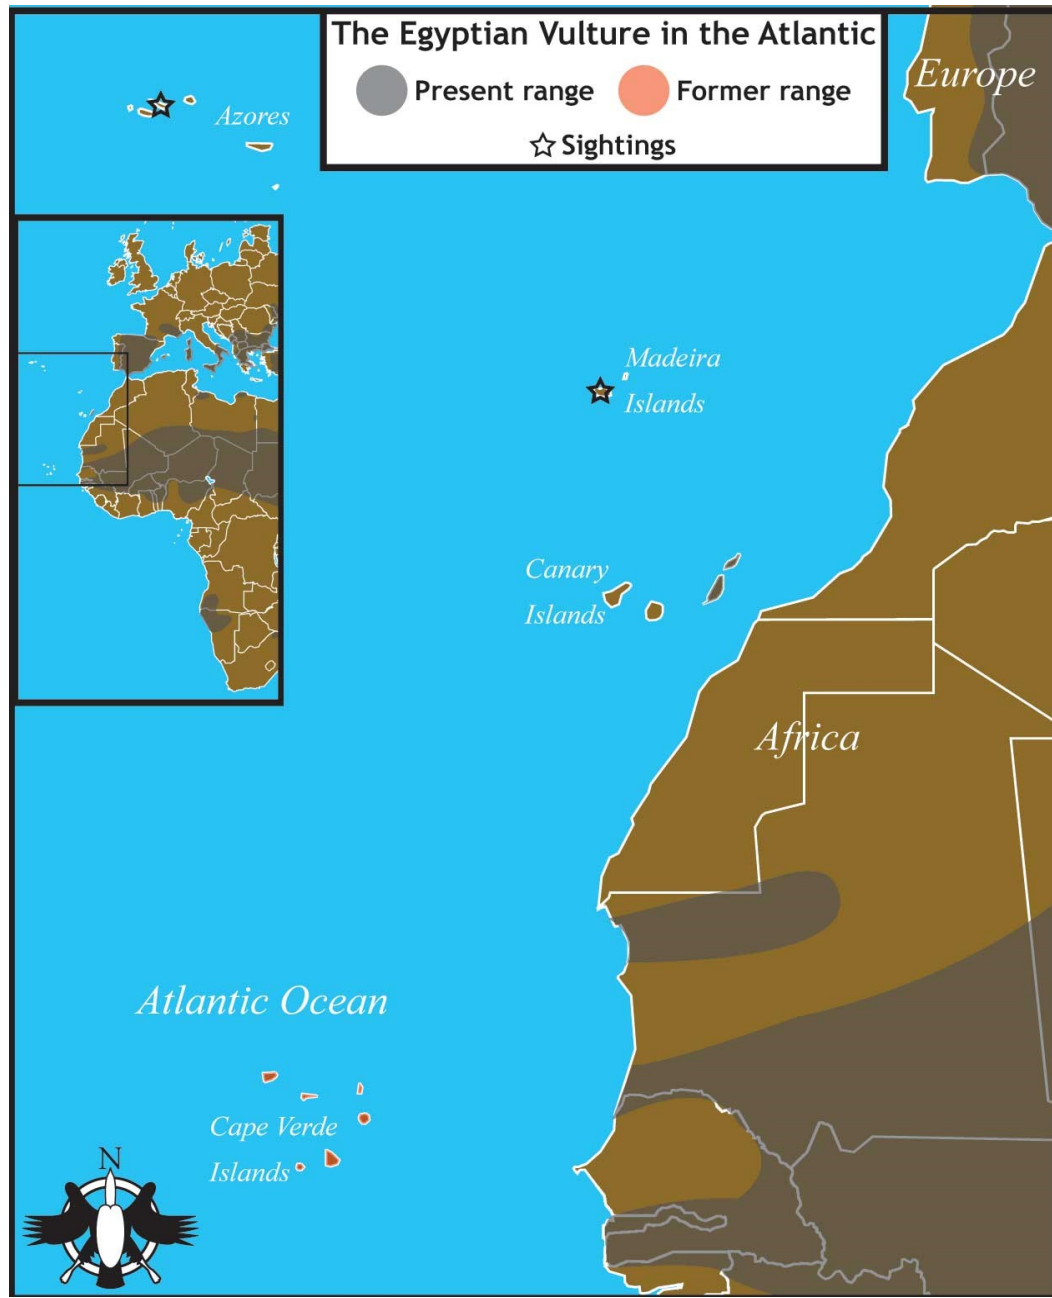 The Egyptian Vulture in the Atlantic
Present range
Former range
Sightings
Europe
Azores
Madeira
Islands
Canary
Islands
Africa
Atlantic Ocean
Cape Verde
Islands
N